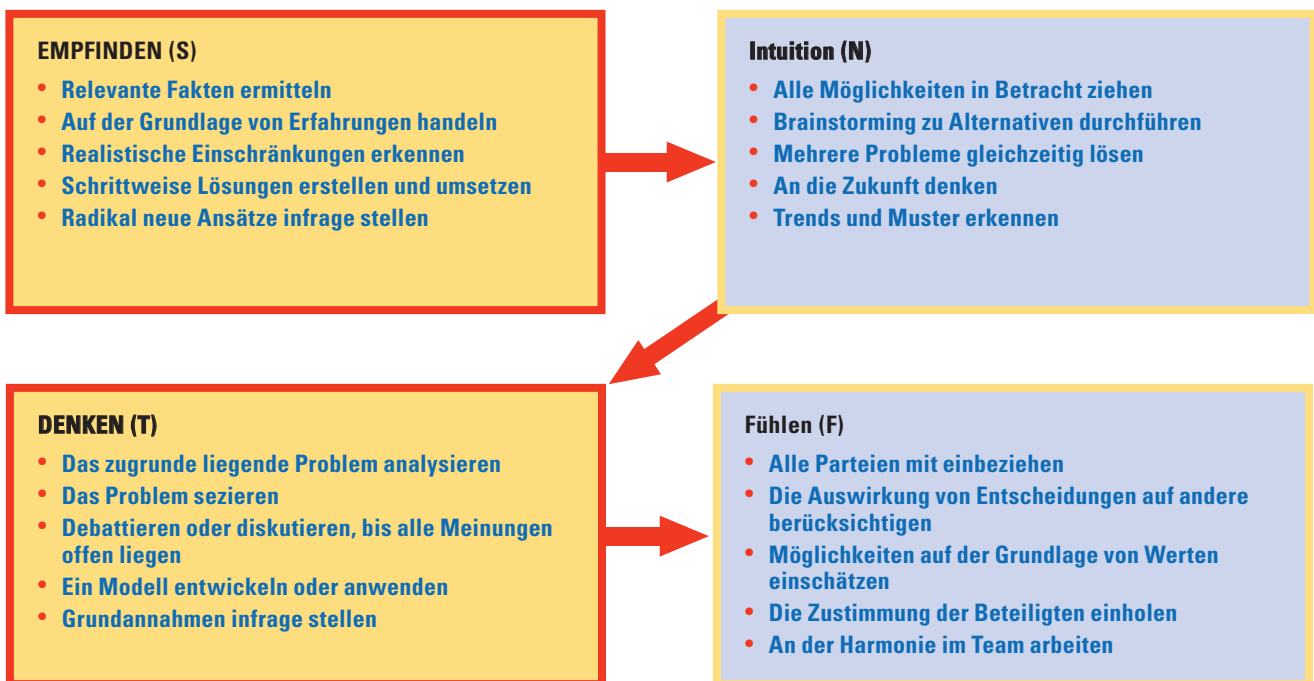 EMPFINDEN (S)
• Relevante Fakten ermitteln
• Auf der Grundlage von Erfahrungen handeln
• Realistische Einschränkungen erkennen
• Schrittweise Lösungen erstellen und umsetzen
• Radikal neue Ansätze infrage stellen
Intuition (N)
• Alle Möglichkeiten in Betracht ziehen
• Brainstorming zu Alternativen durchführen
• Mehrere Probleme gleichzeitig lösen
• An die Zukunft denken
• Trends und Muster erkennen
DENKEN (T)
• Das zugrunde liegende Problem analysieren
• Das Problem sezieren
• Debattieren oder diskutieren, bis alle Meinungen
offen liegen
• Ein Modell entwickeln oder anwenden
• Grundannahmen infrage stellen
Fühlen (F)
• Alle Parteien mit einbeziehen
• Die Auswirkung von Entscheidungen auf andere
berücksichtigen
• Möglichkeiten auf der Grundlage von Werten
einschätzen
• Die Zustimmung der Beteiligten einholen
• An der Harmonie im Team arbeiten